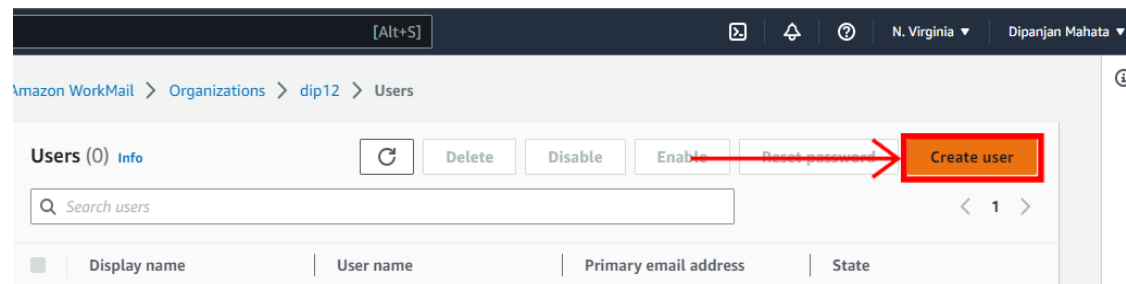 [Alt+S] N. Virginia ▼ Dipanjan Mahata ▼
Amazon WorkMail > Organizations > dip12 > Users
Users (0) Info Delete Disable Enable Reset password Create user
Search users < 1 >
Display name User name Primary email address State